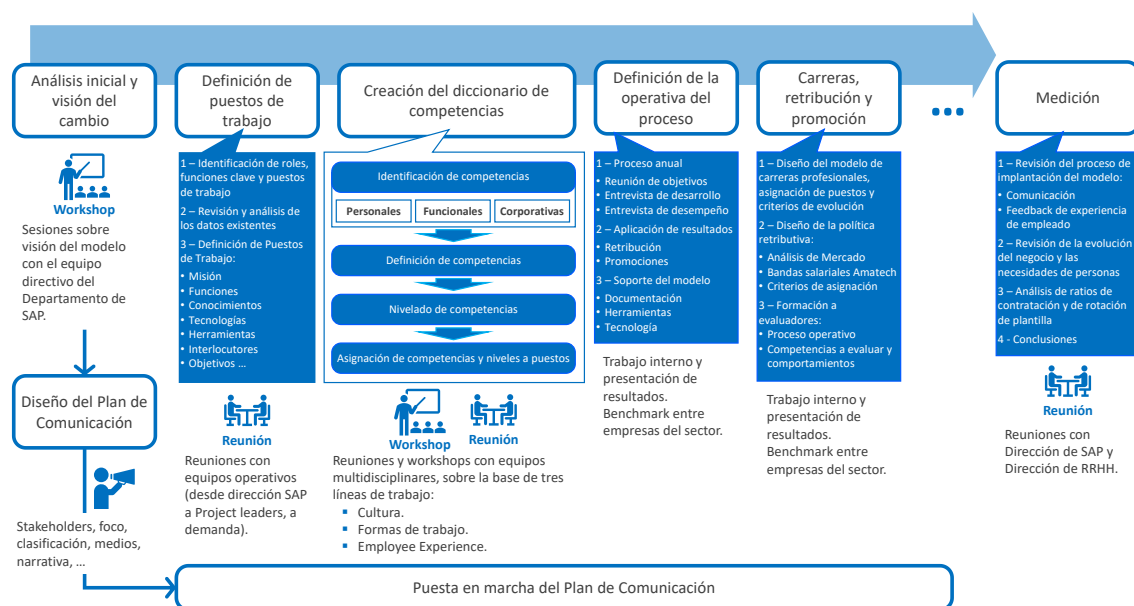 Análisis inicial y
visión del
cambio
Workshop
Sesiones sobre
visión del modelo
con el equipo
directivo del
Departamento de
SAP.
Diseño del Plan de
Comunicación
Stakeholders, foco,
clasificación, medios,
narrativa, ...
Definición de
puestos de
trabajo
1 – Identificación de roles,
funciones clave y puestos
de trabajo
2 – Revisión y análisis de
los datos existentes
3 – Definición de Puestos
de Trabajo:
• Misión
• Funciones
• Conocimientos
• Tecnologías
• Herramientas
• Interlocutores
• Objetivos ...
Reunión
Reuniones con
equipos operativos
(desde dirección SAP
a Project leaders, a
demanda).
Creación del diccionario de
competencias
Identificación de competencias
Personales Funcionales Corporativas
Definición de competencias
Nivelado de competencias
Asignación de competencias y niveles a puestos
Workshop
Reunión
Reuniones y workshops con equipos
multidisciplinares, sobre la base de tres
líneas de trabajo:
▪ Cultura.
▪ Formas de trabajo.
▪ Employee Experience.
Definición de la
operativa del
proceso
1 – Proceso anual
• Reunión de objetivos
• Entrevista de desarrollo
• Entrevista de desempeño
2 – Aplicación de resultados
• Retribución
• Promociones
3 – Soporte del modelo
• Documentación
• Herramientas
• Tecnología
Trabajo interno y
presentación de
resultados.
Benchmark entre
empresas del sector.
Carreras,
retribución y
promoción
1 – Diseño del modelo de
carreras profesionales,
asignación de puestos y
criterios de evolución
2 – Diseño de la política
retributiva:
• Análisis de Mercado
• Bandas salariales Amatech
• Criterios de asignación
3 – Formación a
evaluadores:
• Proceso operativo
• Competencias a evaluar y
comportamientos
Trabajo interno y
presentación de
resultados.
Benchmark entre
empresas del sector.
...
Medición
1 – Revisión del proceso de
implantación del modelo:
• Comunicación
• Feedback de experiencia
de empleado
2 – Revisión de la evolución
del negocio y las
necesidades de personas
3 – Análisis de ratios de
contratación y de rotación
de plantilla
4 - Conclusiones
Reunión
Reuniones con
Dirección de SAP y
Dirección de RRHH.
Puesta en marcha del Plan de Comunicación